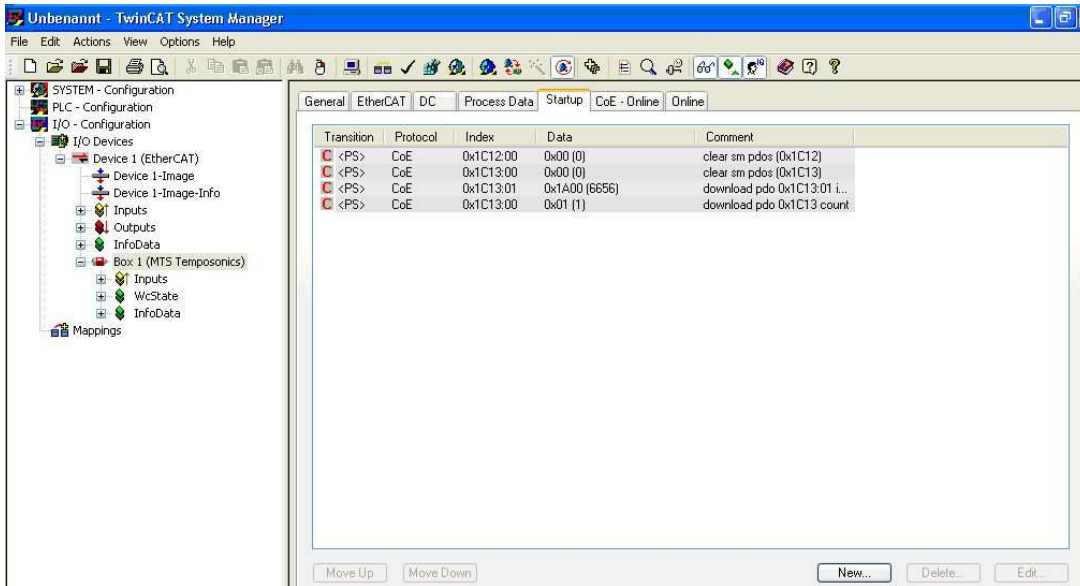 Unbenannt - TwinCAT System Manager
File Edit Actions View Options Help
SYSTEM - Configuration
PLC - Configuration
I/O - Configuration
I/O Devices
Device 1 (EtherCAT)
Device 1-Image
Device 1-Image-Info
Inputs
Outputs
InfoData
Box 1 (MTS Temposonics)
Inputs
WcState
InfoData
Mappings
General EtherCAT DC Process Data Startup CoE - Online Online
Transition Protocol Index Data Comment
C <PS> CoE 0x1C12:00 0x00 (0) clear sm pdos (0x1C12)
C <PS> CoE 0x1C13:00 0x00 (0) clear sm pdos (0x1C13)
C <PS> CoE 0x1C13:01 0x1A00 (6656) download pdo 0x1C13:01 i...
C <PS> CoE 0x1C13:00 0x01 (1) download pdo 0x1C13 count
Move Up Move Down New... Delete... Edit...